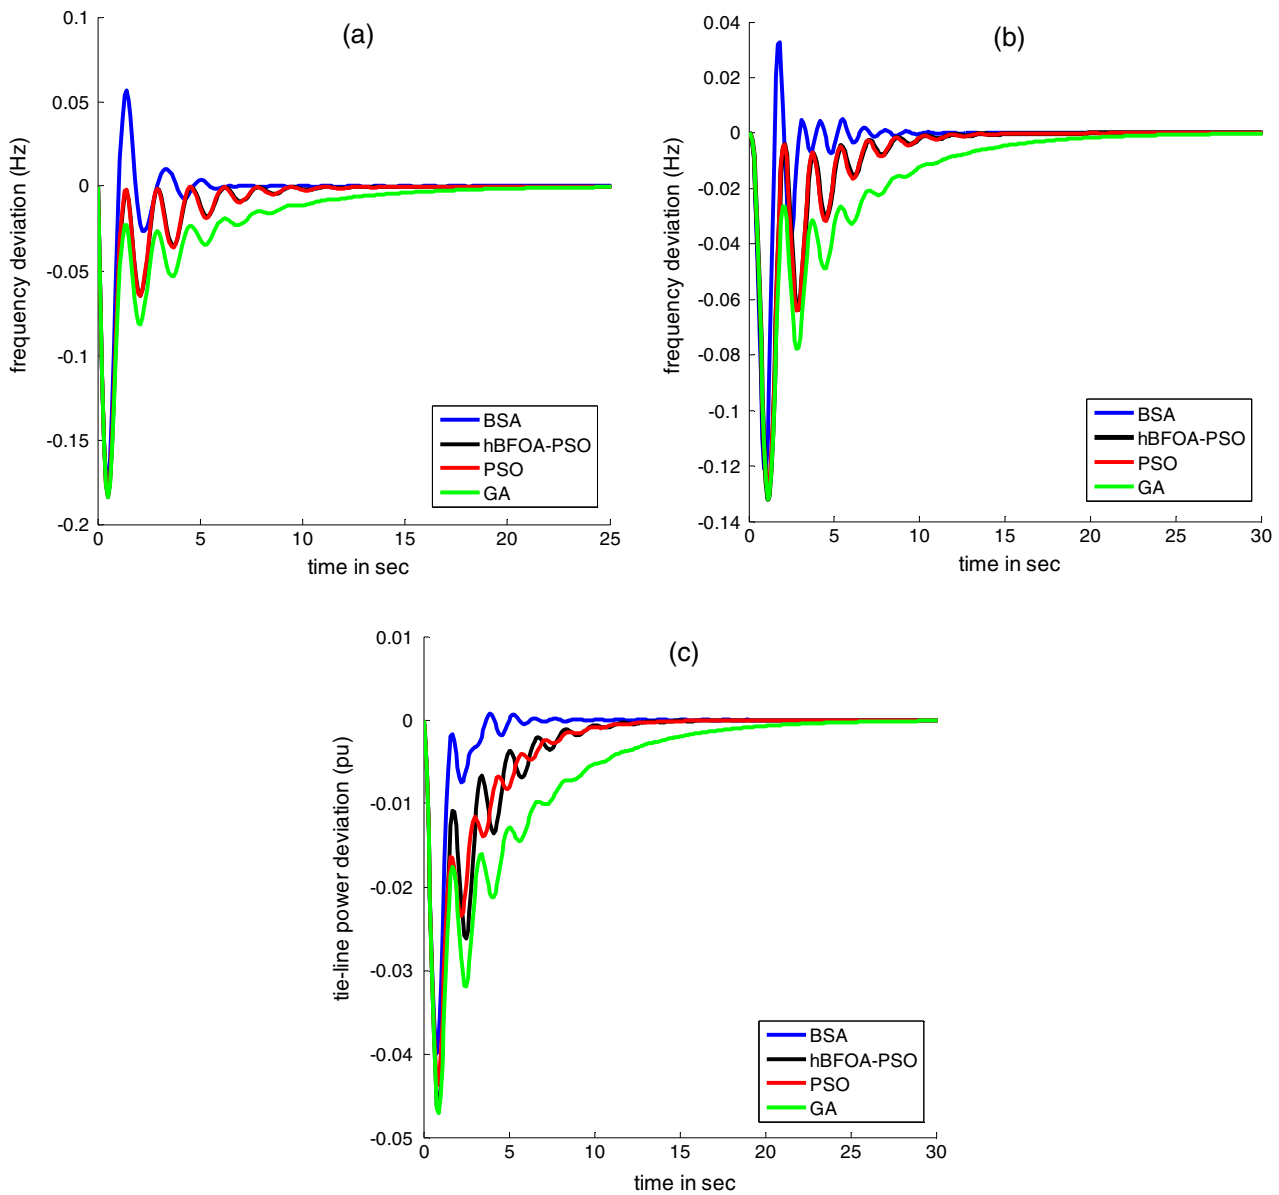 (a)
frequency deviation (Hz)
0.1
0.05
0
-0.05
-0.1
-0.15
-0.2
0 5 10 15 20 25
time in sec
BSA
hBFOA-PSO
PSO
GA
(b)
frequency deviation (Hz)
0.04
0.02
0
-0.02
-0.04
-0.06
-0.08
-0.1
-0.12
-0.14
0 5 10 15 20 25 30
time in sec
BSA
hBFOA-PSO
PSO
GA
(c)
tie-line power deviation (pu)
0.01
0
-0.01
-0.02
-0.03
-0.04
-0.05
0 5 10 15 20 25 30
time in sec
BSA
hBFOA-PSO
PSO
GA